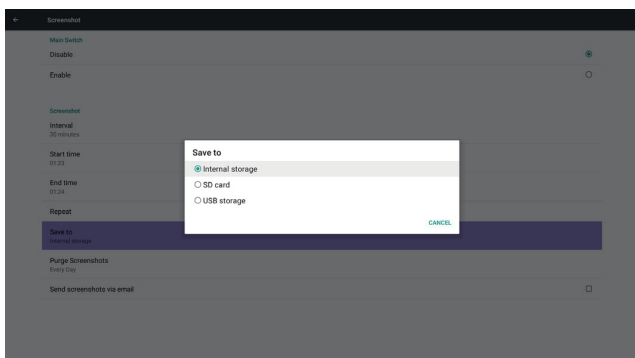 Screenshot
Main Switch
Disable
Enable
Screenshot
Interval
30 minutes
Start time
01:23
End time
01:24
Repeat
Save to
Internal storage
Purge Screenshots
Every Day
Send screenshots via email
Save to
Internal storage
SD card
USB storage
CANCEL